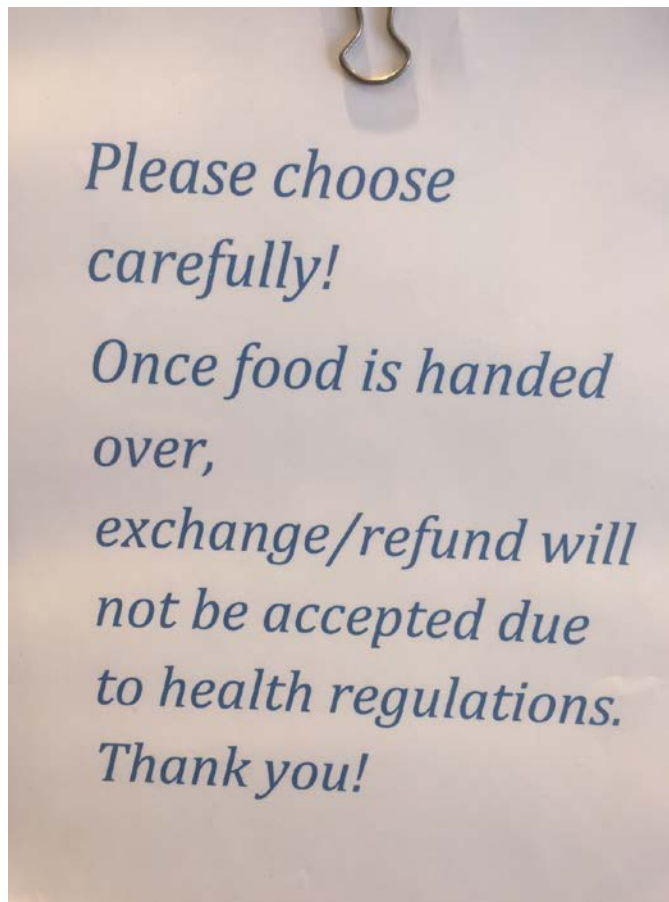 Please choose
carefully!
Once food is handed
over,
exchange/refund will
not be accepted due
to health regulations.
Thank you!